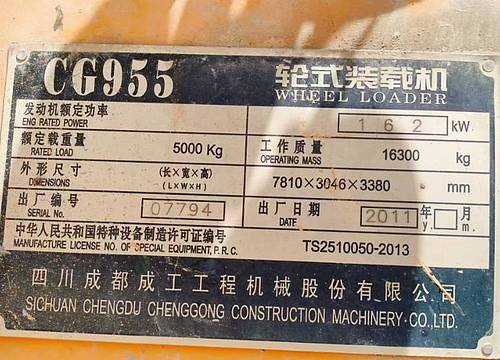 CG955 轮式装载机
WHEEL LOADER
发动机额定功率 162 kW
ENG RATED POWER
额定载重量 5000 Kg 工作质量 16300 kg
RATED LOAD OPERATING MASS
外形尺寸 (长×宽×高) 7810×3046×3380 mm
DIMENSIONS (L×W×H)
出厂编号 07794 出厂日期 2011 年 月
SERIAL No. DATE y. m.
中华人民共和国特种设备制造许可证编号 TS2510050-2013
MANUFACTURE LICENSE NO. OF SPECIAL EQUIPMENT, P.R.C.
四川成都成工工程机械股份有限公司
SICHUAN CHENGDU CHENGGONG CONSTRUCTION MACHINERY CO.,LTD.